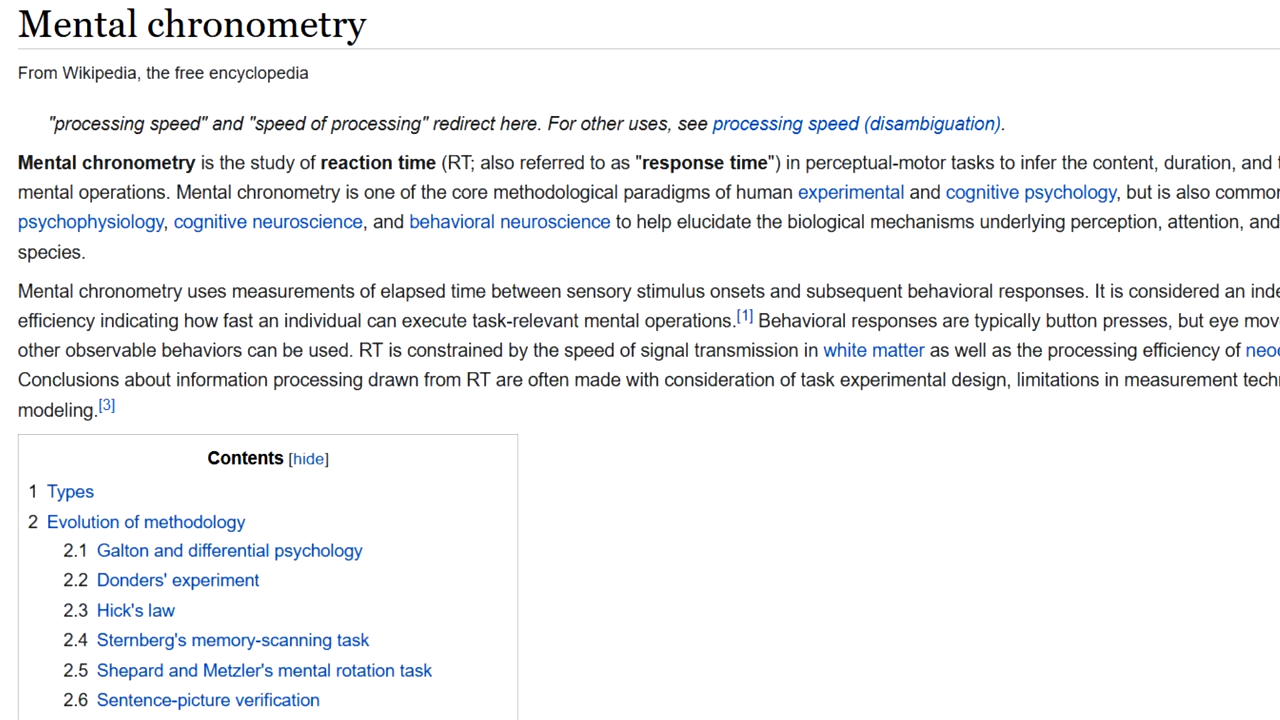 Mental chronometry
From Wikipedia, the free encyclopedia
"processing speed" and "speed of processing" redirect here. For other uses, see processing speed (disambiguation).
Mental chronometry is the study of reaction time (RT; also referred to as "response time") in perceptual-motor tasks to infer the content, duration, and
mental operations. Mental chronometry is one of the core methodological paradigms of human experimental and cognitive psychology, but is also
psychophysiology, cognitive neuroscience, and behavioral neuroscience to help elucidate the biological mechanisms underlying perception, attention, and
species.
Mental chronometry uses measurements of elapsed time between sensory stimulus onsets and subsequent behavioral responses. It is considered an
efficiency indicating how fast an individual can execute task-relevant mental operations.[1] Behavioral responses are typically button presses, but eye
other observable behaviors can be used. RT is constrained by the speed of signal transmission in white matter as well as the processing efficiency of
Conclusions about information processing drawn from RT are often made with consideration of task experimental design, limitations in measurement
modeling.[3]
Contents [hide]
1 Types
2 Evolution of methodology
2.1 Galton and differential psychology
2.2 Donders' experiment
2.3 Hick's law
2.4 Sternberg's memory-scanning task
2.5 Shepard and Metzler's mental rotation task
2.6 Sentence-picture verification